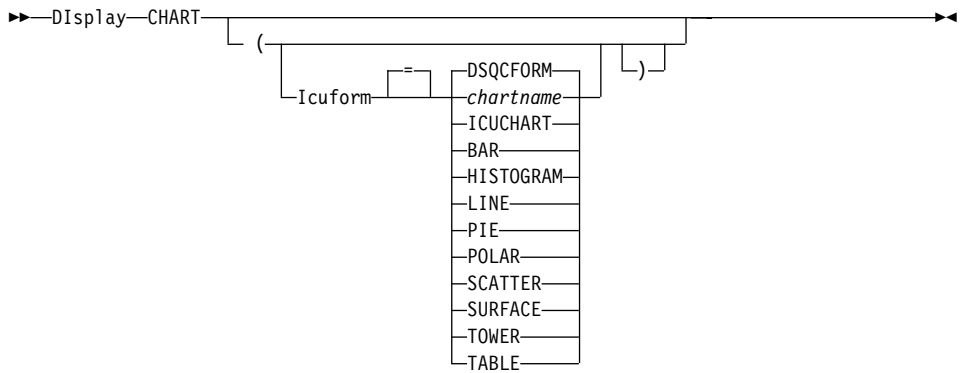 DIsplay CHART
(
= DSQCFORM )
Icuform chartname
ICUCHART
BAR
HISTOGRAM
LINE
PIE
POLAR
SCATTER
SURFACE
TOWER
TABLE